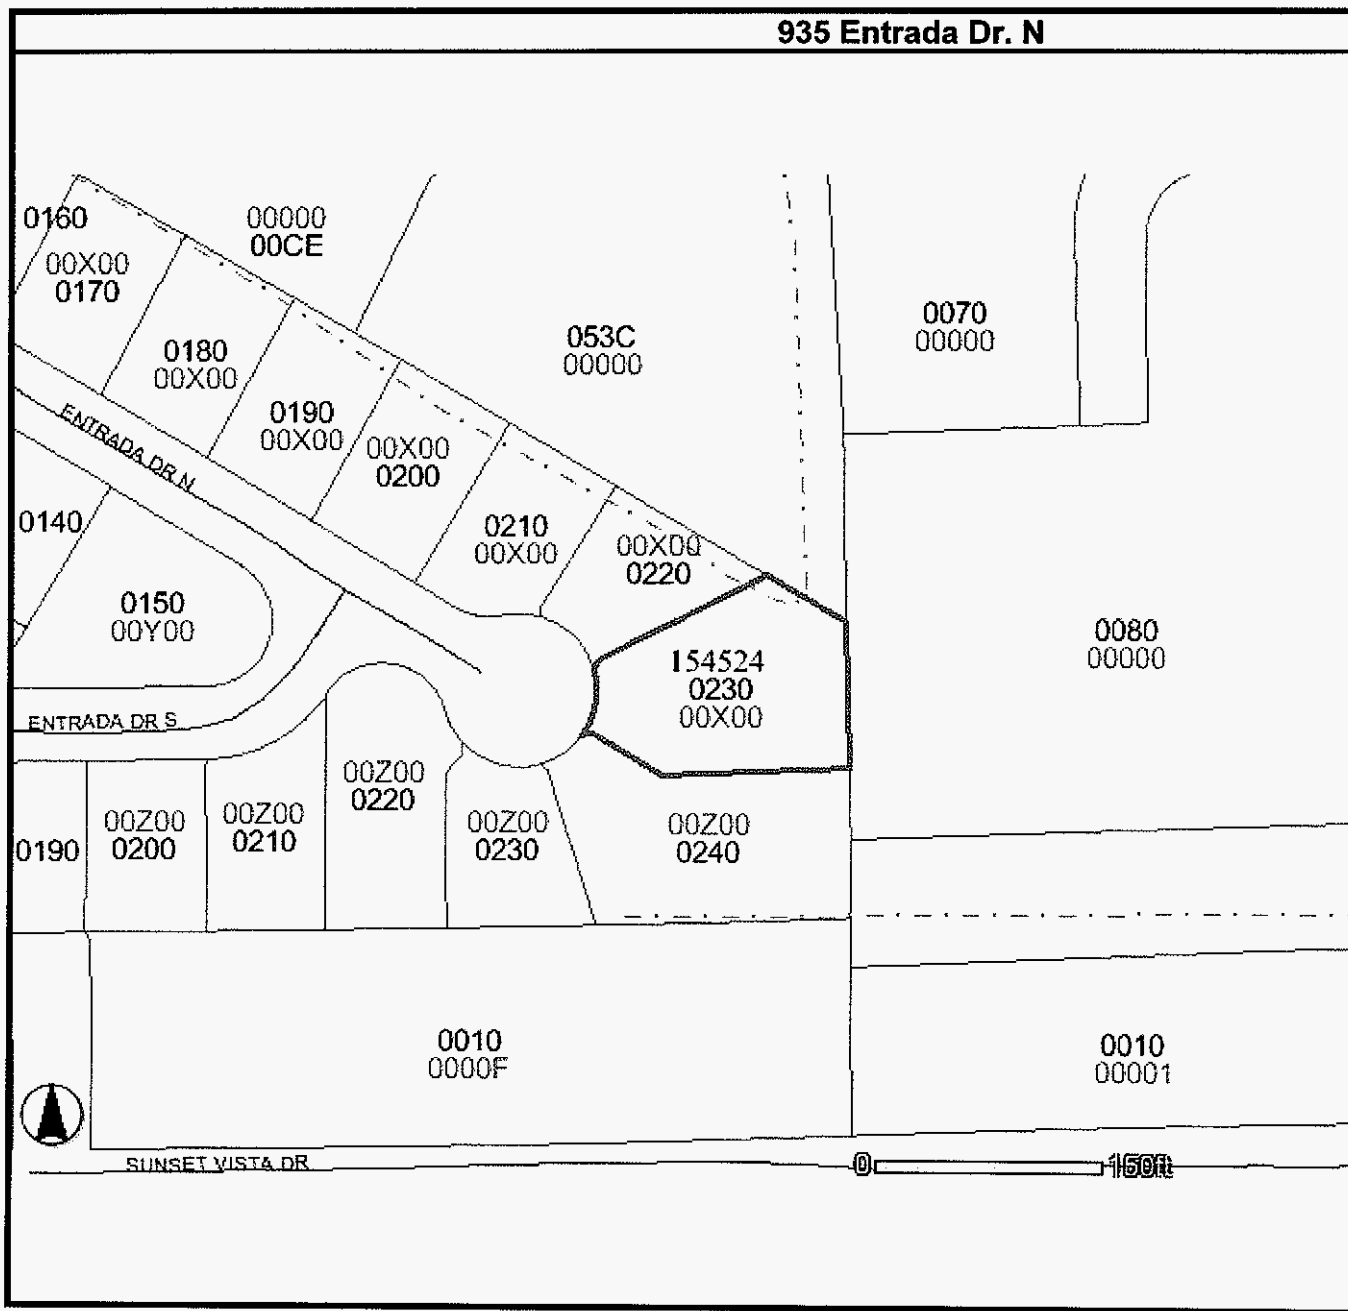 935 Entrada Dr. N
0160
00X00
0170
00000
00CE
0180
00X00
0190
00X00
00X00
0200
053C
00000
0070
00000
ENTRADA DR N
0210
00X00
00X00
0220
0140
0150
00Y00
154524
0230
00X00
0080
00000
ENTRADA DR S
0190
00Z00
0200
00Z00
0210
00Z00
0220
00Z00
0230
00Z00
0240
0010
0000F
0010
00001
SUNSET VISTA DR
0
150ft